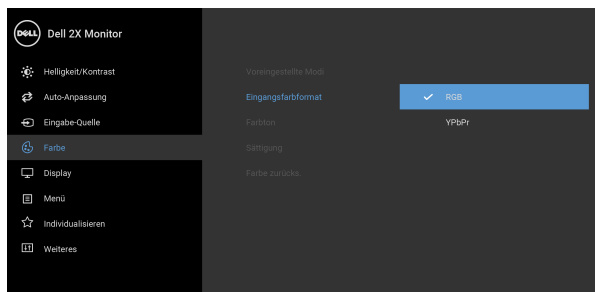 DELL Dell 2X Monitor
Helligkeit/Kontrast
Auto-Anpassung
Eingabe-Quelle
Farbe
Display
Menü
Individualisieren
Weiteres
Voreingestellte Modi
Eingangsfarbformat
Farbton
Sättigung
Farbe zurücks.
RGB
YPbPr